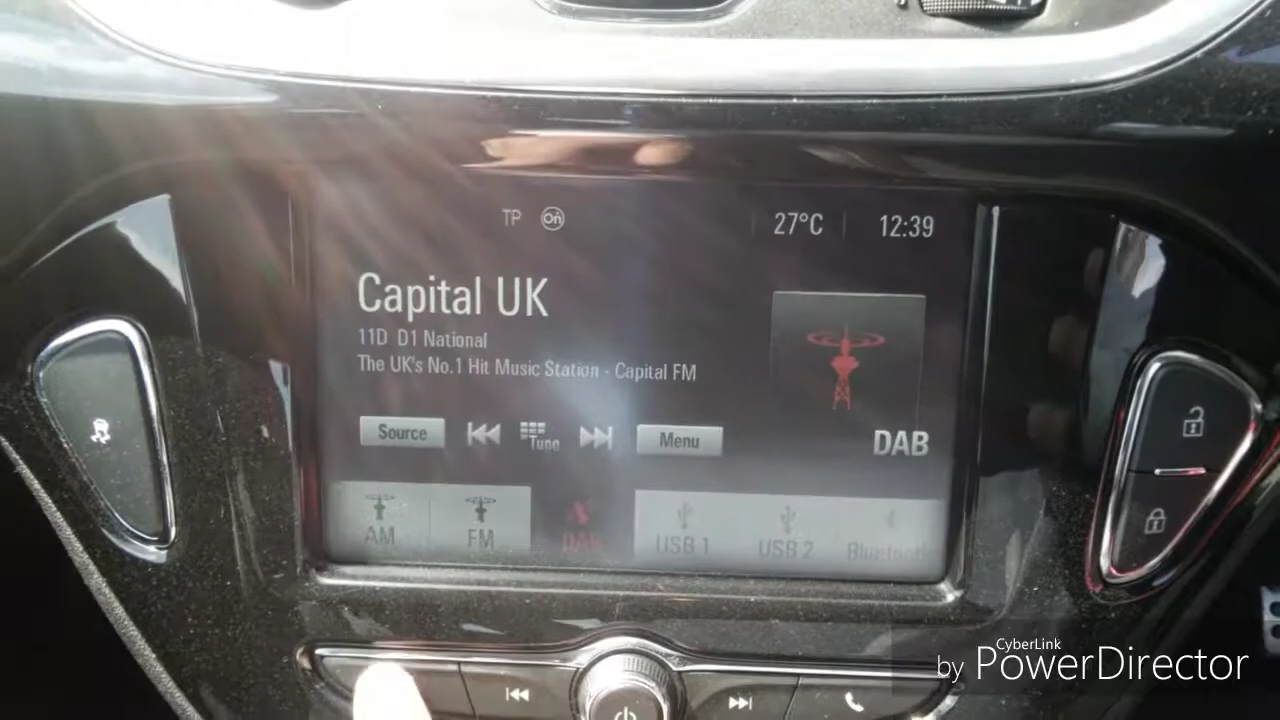 TP On 27°C 12:39
Capital UK
11D D1 National
The UK's No.1 Hit Music Station - Capital FM
Source Tune Menu
DAB
AM FM DAB USB 1 USB 2 Bluetooth
CyberLink
by PowerDirector